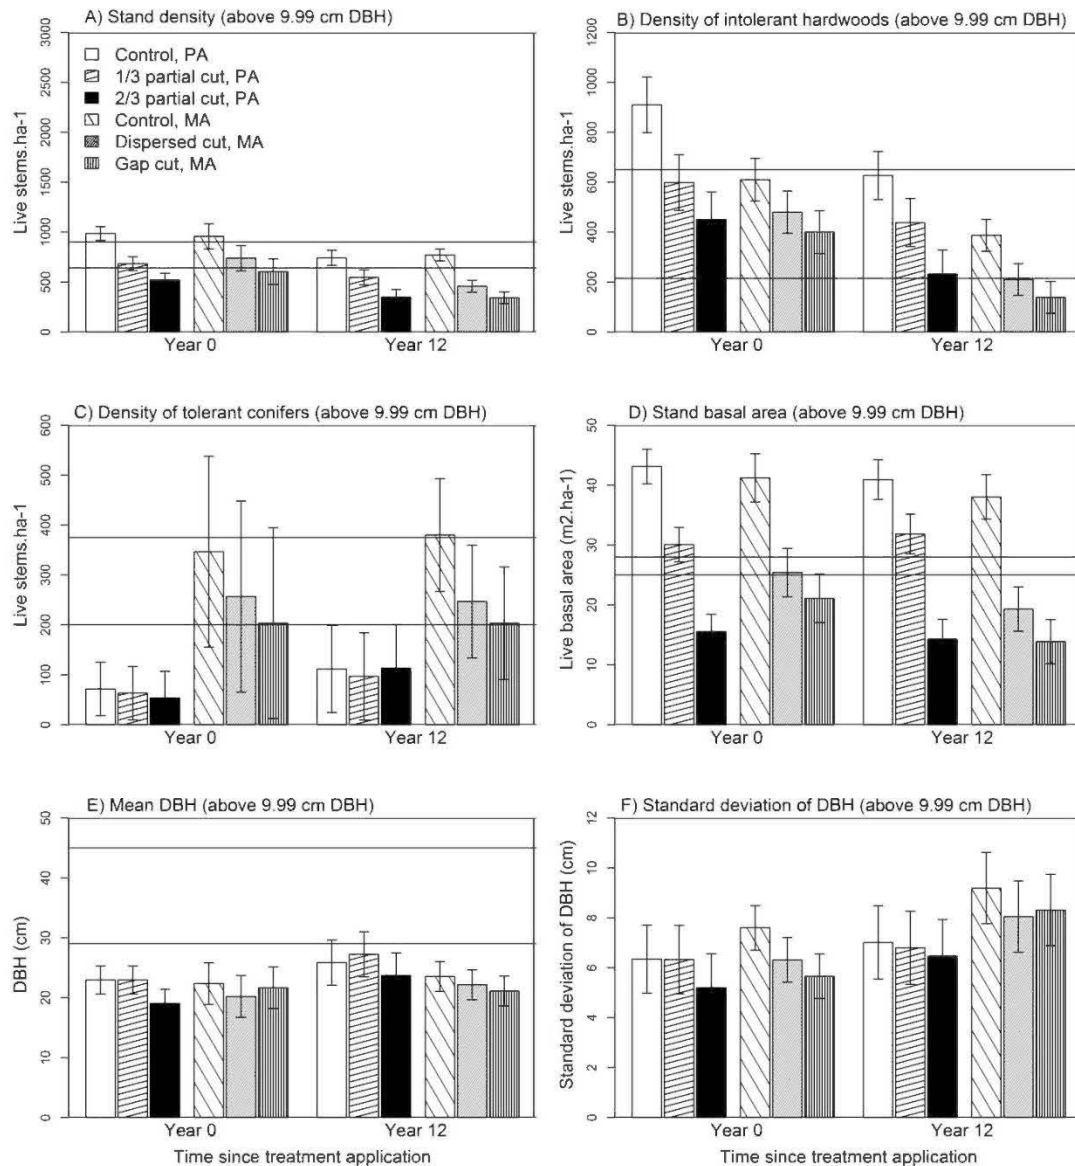 A) Stand density (above 9.99 cm DBH)
Live stems.ha-1
0 500 1000 1500 2000 2500 3000
Control, PA
1/3 partial cut, PA
2/3 partial cut, PA
Control, MA
Dispersed cut, MA
Gap cut, MA
Year 0 Year 12
B) Density of intolerant hardwoods (above 9.99 cm DBH)
Live stems.ha-1
0 200 400 600 800 1000 1200
Year 0 Year 12
C) Density of tolerant conifers (above 9.99 cm DBH)
Live stems.ha-1
0 100 200 300 400 500 600
Year 0 Year 12
D) Stand basal area (above 9.99 cm DBH)
Live basal area (m2.ha-1)
0 10 20 30 40 50
Year 0 Year 12
E) Mean DBH (above 9.99 cm DBH)
DBH (cm)
0 10 20 30 40 50
Year 0 Year 12
Time since treatment application
F) Standard deviation of DBH (above 9.99 cm DBH)
Standard deviation of DBH (cm)
0 2 4 6 8 10 12
Year 0 Year 12
Time since treatment application